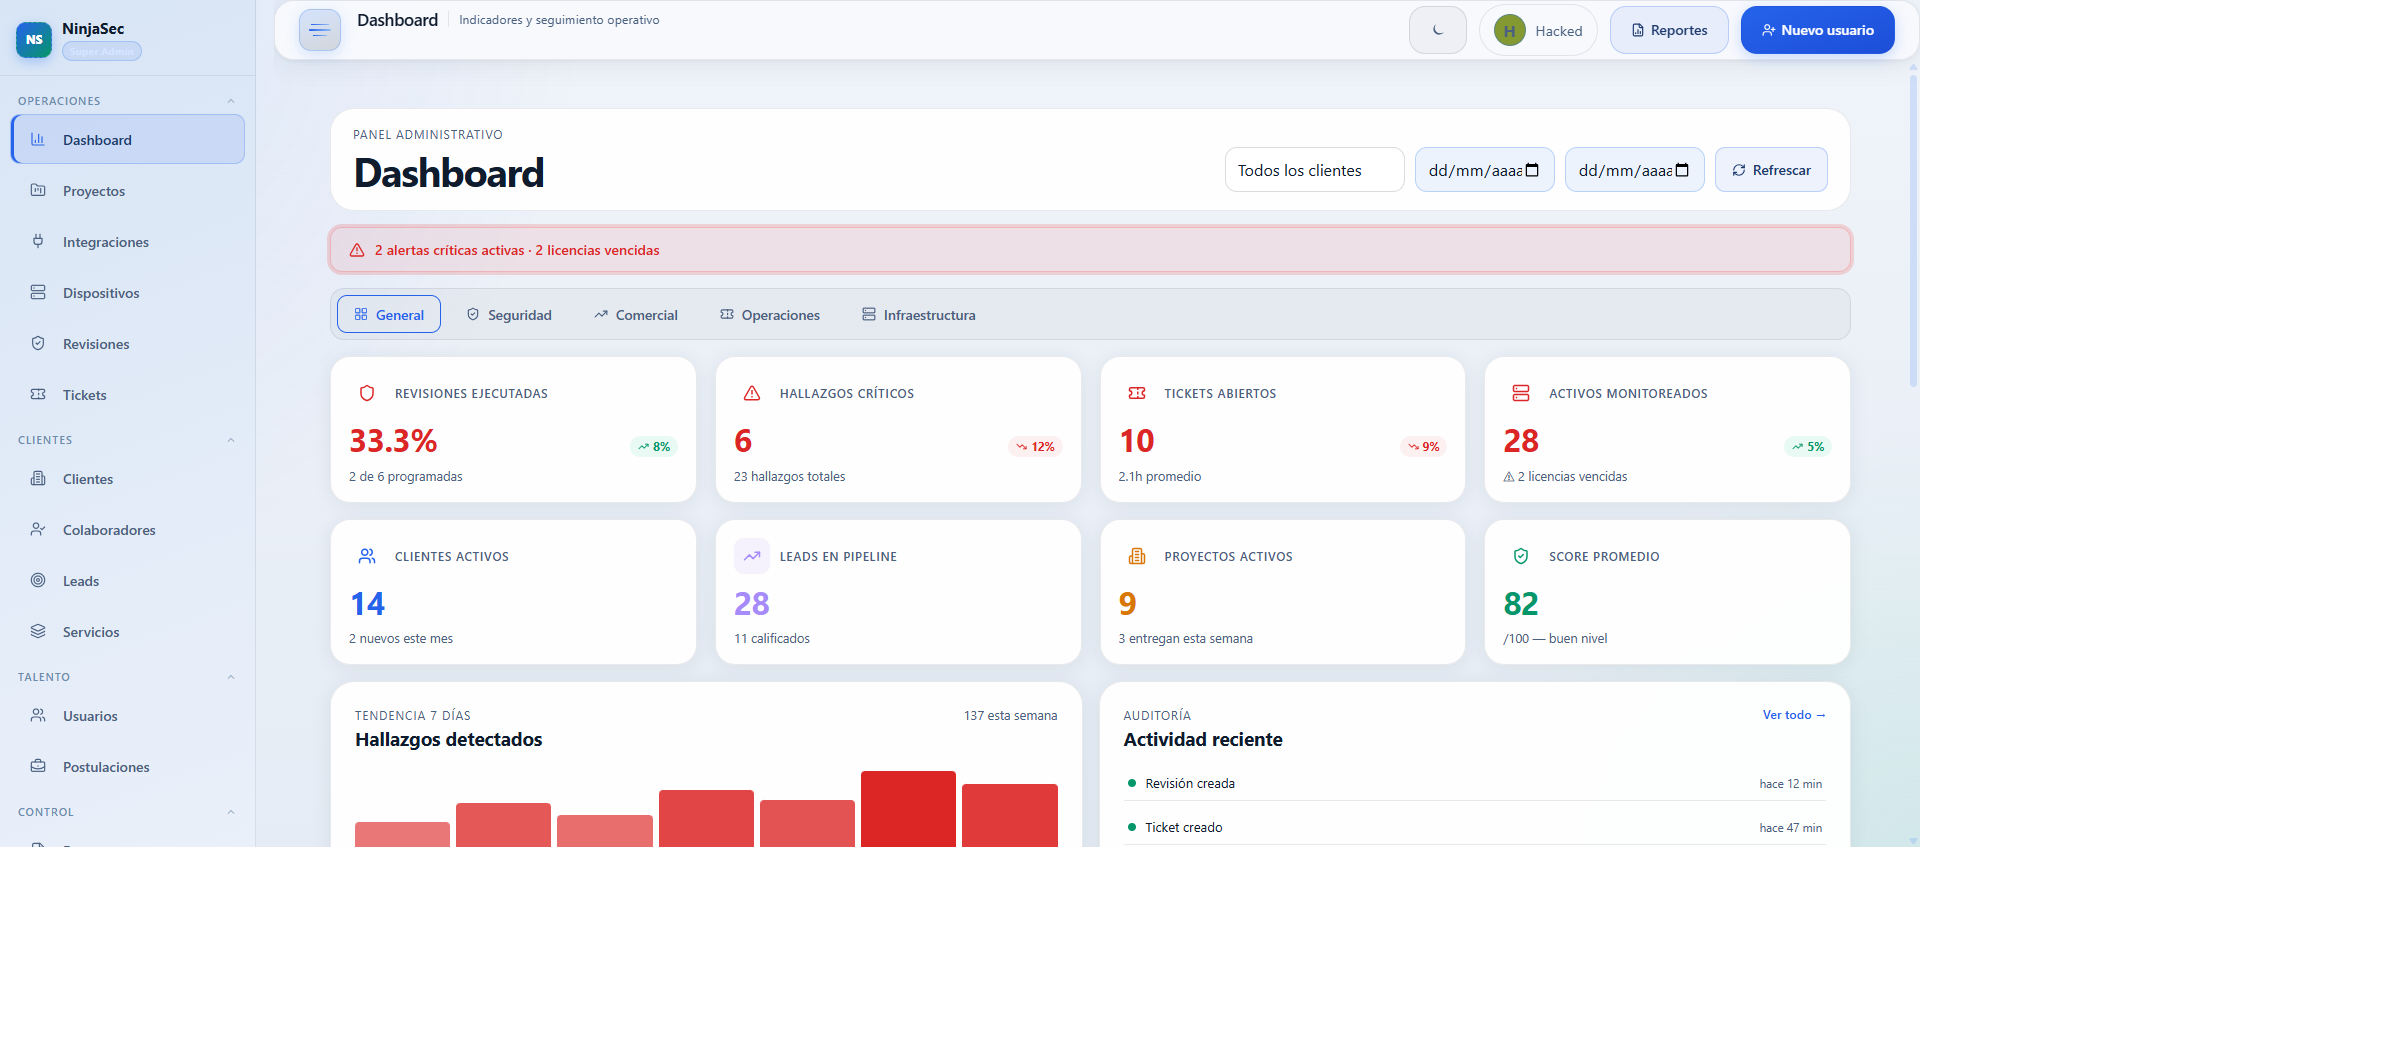 NS
NinjaSec
Super Admin
OPERACIONES
Dashboard
Proyectos
Integraciones
Dispositivos
Revisiones
Tickets
CLIENTES
Clientes
Colaboradores
Leads
Servicios
TALENTO
Usuarios
Postulaciones
CONTROL
Dashboard
Indicadores y seguimiento operativo
H
Hacked
Reportes
Nuevo usuario
PANEL ADMINISTRATIVO
Dashboard
Todos los clientes
dd/mm/aaaa
dd/mm/aaaa
Refrescar
2 alertas críticas activas · 2 licencias vencidas
General
Seguridad
Comercial
Operaciones
Infraestructura
REVISIONES EJECUTADAS
33.3%
8%
2 de 6 programadas
HALLAZGOS CRÍTICOS
6
12%
23 hallazgos totales
TICKETS ABIERTOS
10
9%
2.1h promedio
ACTIVOS MONITOREADOS
28
5%
⚠ 2 licencias vencidas
CLIENTES ACTIVOS
14
2 nuevos este mes
LEADS EN PIPELINE
28
11 calificados
PROYECTOS ACTIVOS
9
3 entregan esta semana
SCORE PROMEDIO
82
/100 — buen nivel
TENDENCIA 7 DÍAS
137 esta semana
Hallazgos detectados
AUDITORÍA
Ver todo →
Actividad reciente
Revisión creada
hace 12 min
Ticket creado
hace 47 min